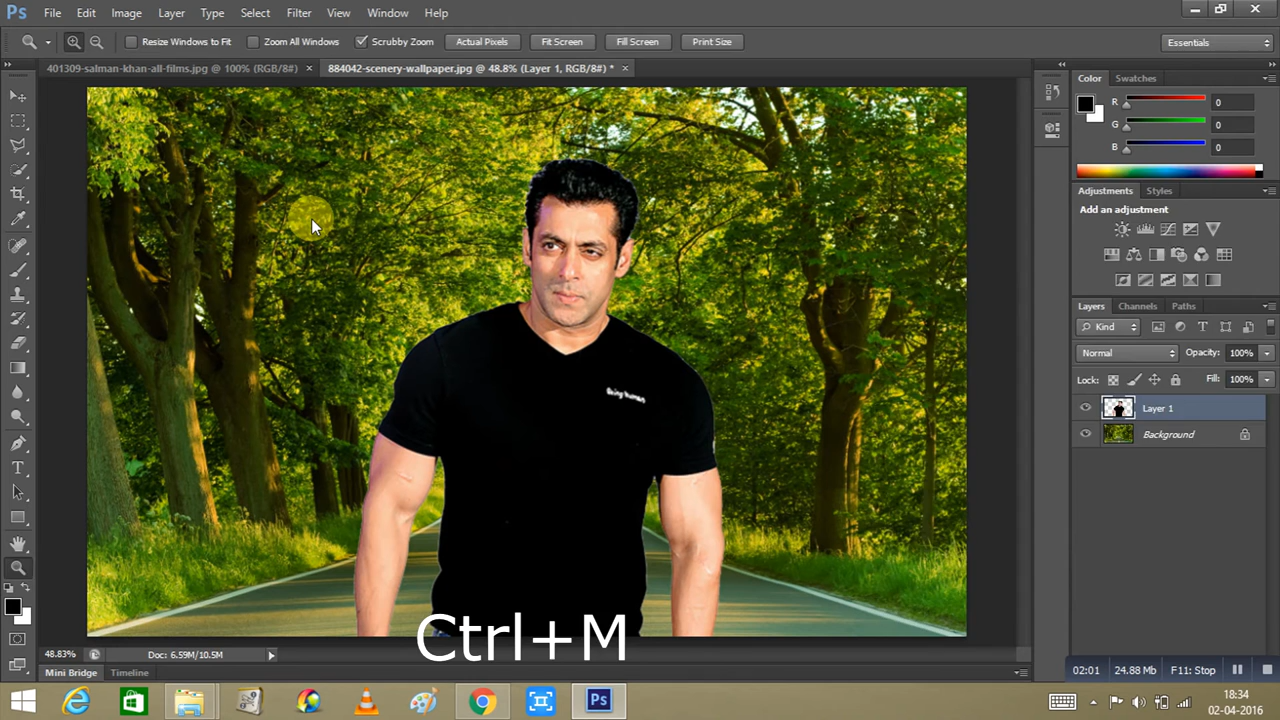 Ps File Edit Image Layer Type Select Filter View Window Help
Resize Windows to Fit Zoom All Windows Scrubby Zoom Actual Pixels Fit Screen Fill Screen Print Size Essentials
401309-salman-khan-all-films.jpg @ 100% (RGB/8#) × 884042-scenery-wallpaper.jpg @ 48.8% (Layer 1, RGB/8#) * ×
Color Swatches
R 0
G 0
B 0
Adjustments Styles
Add an adjustment
Layers Channels Paths
Kind
Normal Opacity: 100%
Lock: Fill: 100%
Layer 1
Background
Being Human
Ctrl+M
48.83% Doc: 6.59M/10.5M
Mini Bridge Timeline
02:01 24.88 Mb F11: Stop
Ps
18:34
02-04-2016